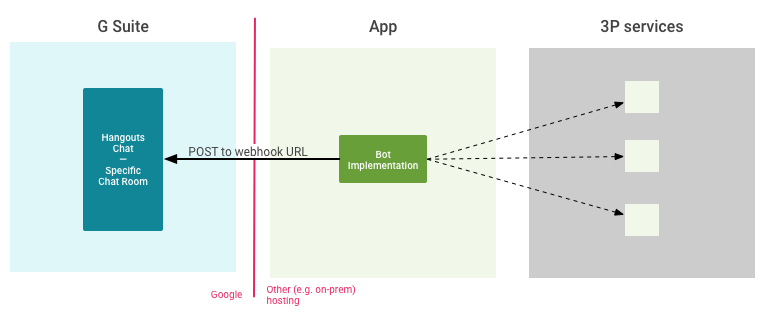 G Suite
App
3P services
Hangouts
Chat
—
Specific
Chat Room
POST to webhook URL
Bot
Implementation
Google
Other (e.g. on-prem)
hosting